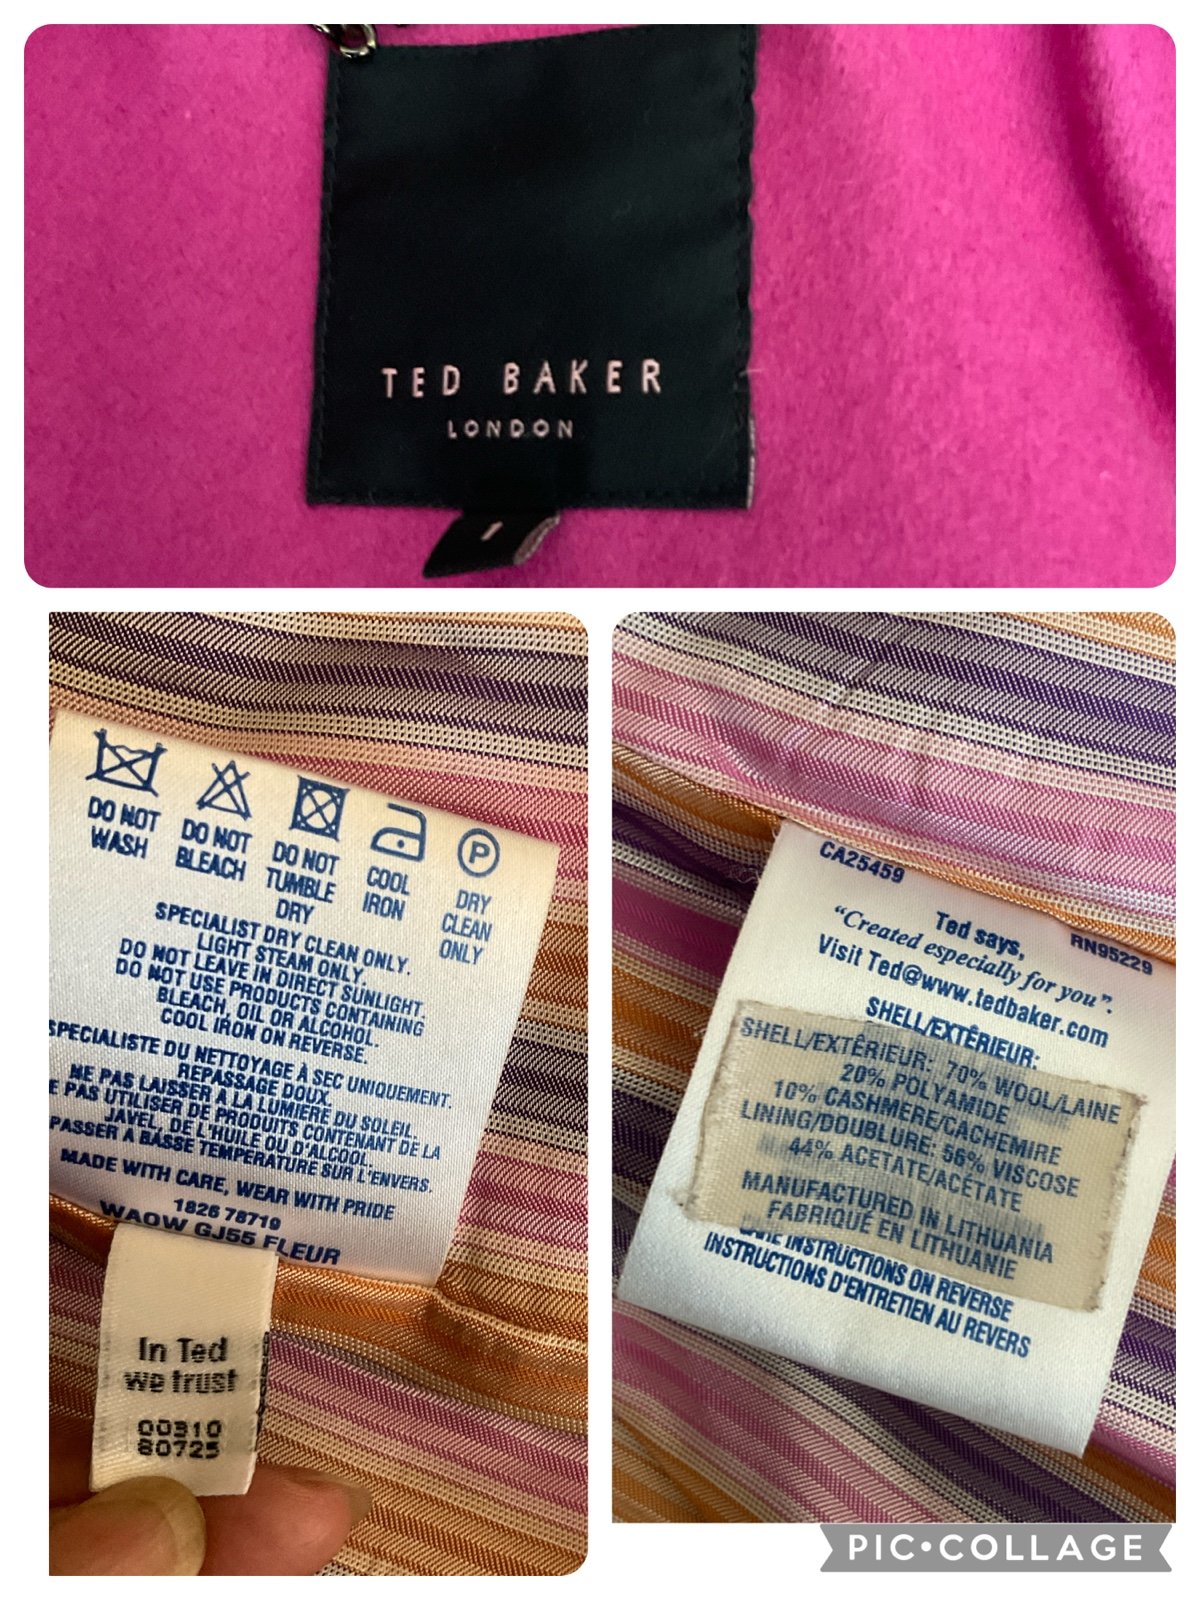 TED BAKER
LONDON
1
DO NOT
WASH
DO NOT
BLEACH
DO NOT
TUMBLE
DRY
COOL
IRON
P
DRY
CLEAN
ONLY
SPECIALIST DRY CLEAN ONLY.
LIGHT STEAM ONLY.
DO NOT LEAVE IN DIRECT SUNLIGHT.
DO NOT USE PRODUCTS CONTAINING
BLEACH, OIL OR ALCOHOL.
COOL IRON ON REVERSE.
SPECIALISTE DU NETTOYAGE À SEC UNIQUEMENT.
REPASSAGE DOUX.
NE PAS LAISSER A LA LUMIERE DU SOLEIL.
E PAS UTILISER DE PRODUITS CONTENANT DE LA
JAVEL, DE L'HUILE OU D'ALCOOL.
PASSER A BASSE TEMPERATURE SUR L'ENVERS.
MADE WITH CARE, WEAR WITH PRIDE
1826 78719
WAOW GJ55 FLEUR
In Ted
we trust
00310
80725
CA25459
RN95229
Ted says,
"Created especially for you".
Visit Ted@www.tedbaker.com
SHELL/EXTÉRIEUR:
SHELL/EXTÊRIEUR: 70% WOOL/LAINE
20% POLYAMIDE
10% CASHMERE/CACHEMIRE
LINING/DOUBLURE: 56% VISCOSE
44% ACETATE/ACÉTATE
MANUFACTURED IN LITHUANIA
FABRIQUÉ EN LITHUANIE
INSTRUCTIONS ON REVERSE
INSTRUCTIONS D'ENTRETIEN AU REVERS
PIC•COLLAGE